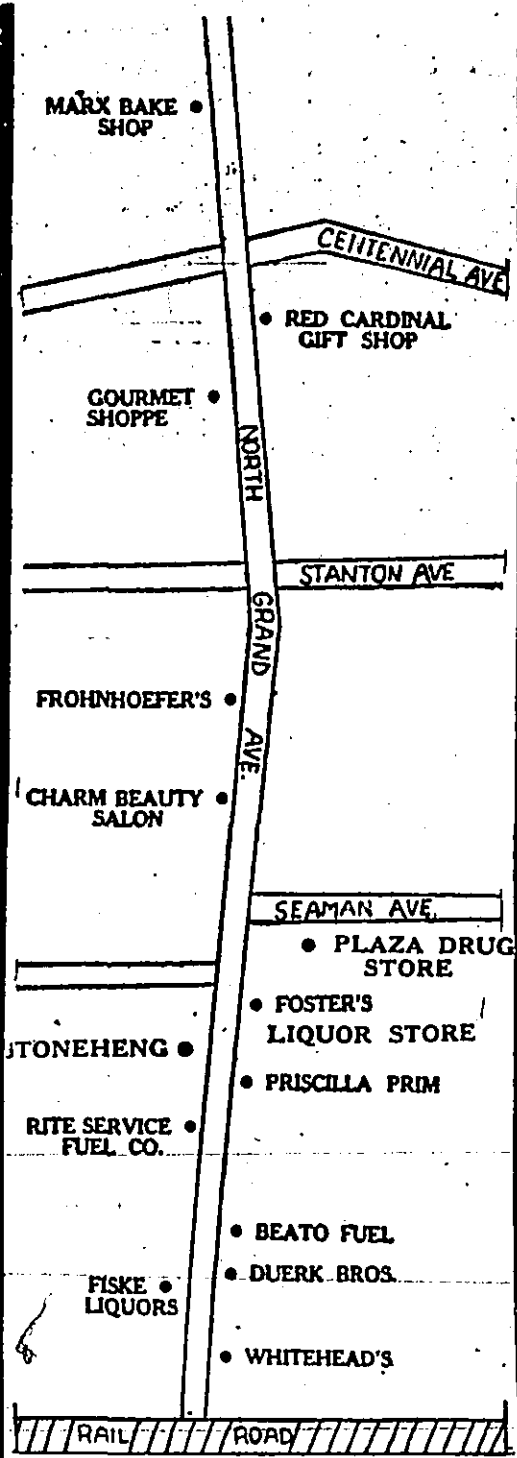 MARX BAKE
SHOP
CENTENNIAL AVE
RED CARDINAL
GIFT SHOP
GOURMET
SHOPPE
NORTH GRAND AVE.
STANTON AVE
FROHNHOEFER'S
CHARM BEAUTY
SALON
SEAMAN AVE.
PLAZA DRUG
STORE
FOSTER'S
LIQUOR STORE
STONEHENG
PRISCILLA PRIM
RITE SERVICE
FUEL CO.
BEATO FUEL
DUERK BROS.
FISKE
LIQUORS
WHITEHEAD'S
RAIL ROAD